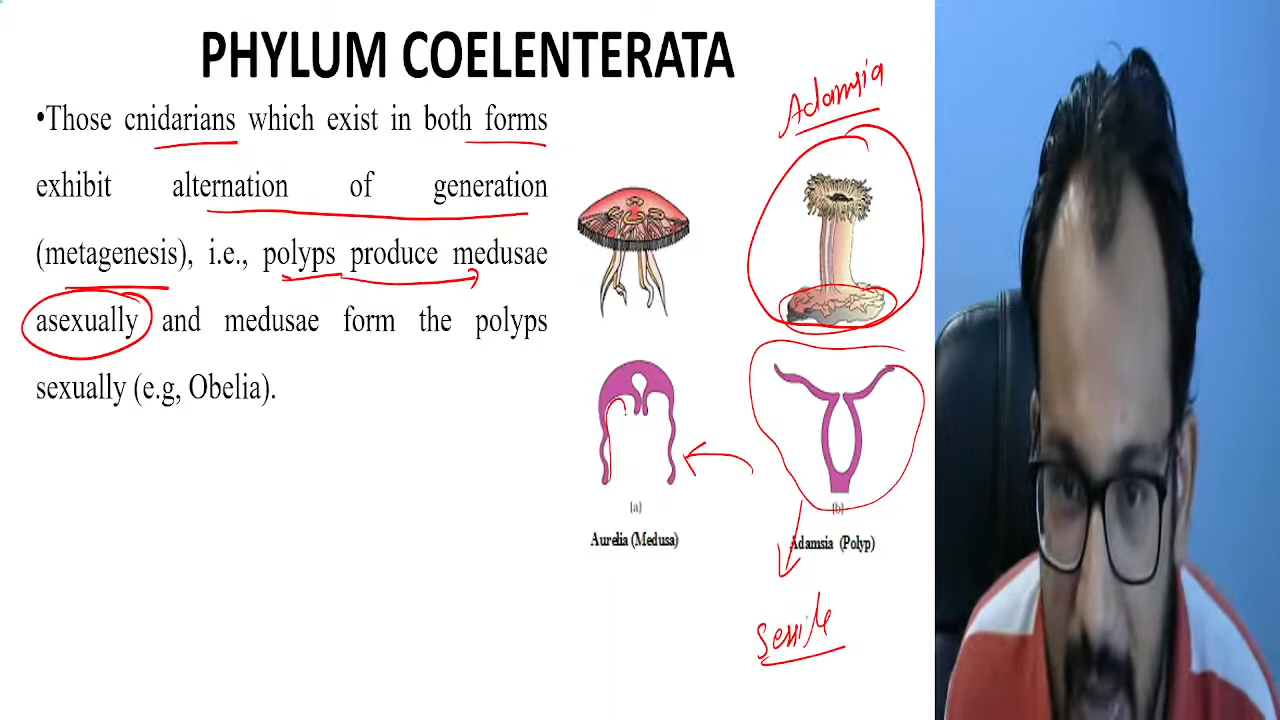 PHYLUM COELENTERATA
•Those cnidarians which exist in both forms
exhibit alternation of generation
(metagenesis), i.e., polyps produce medusae
asexually and medusae form the polyps
sexually (e.g, Obelia).
Adamsia
(a)
(b)
Aurelia (Medusa)
Adamsia (Polyp)
Sessile